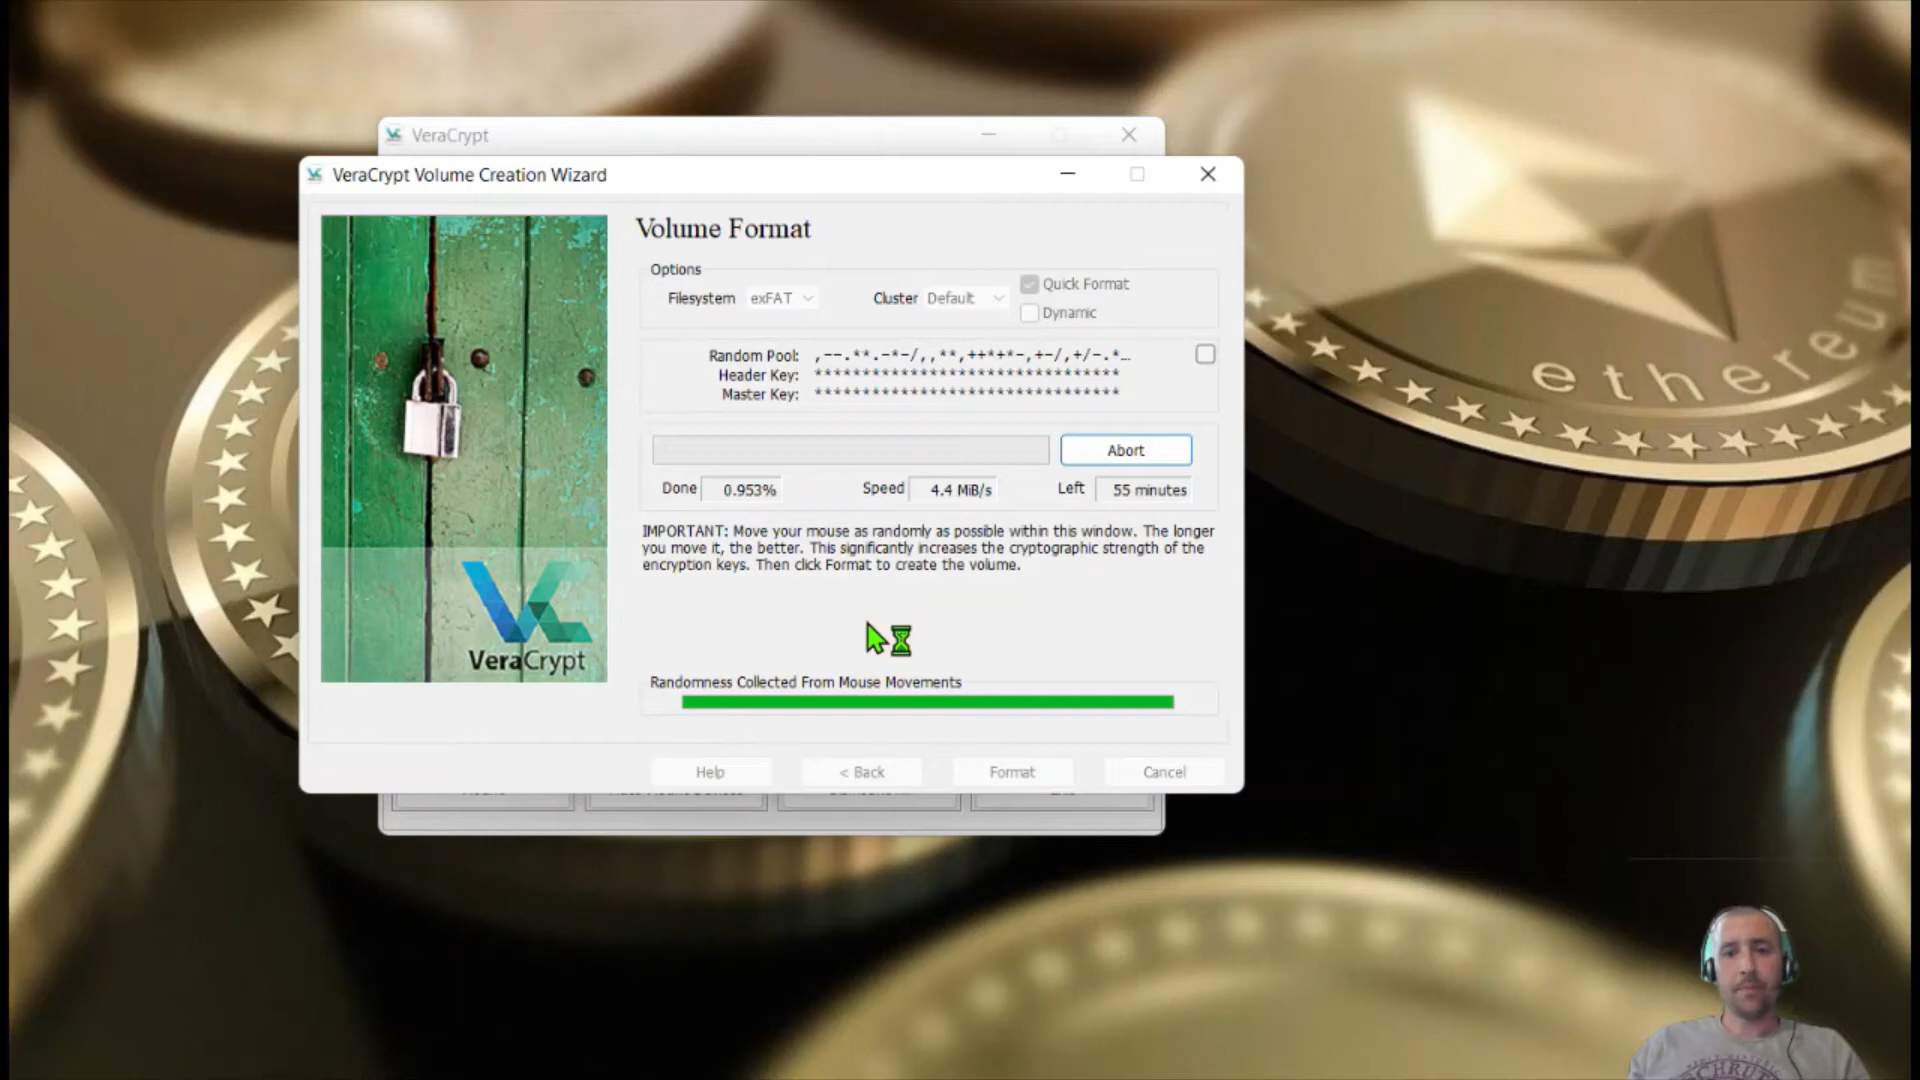 VeraCrypt
VeraCrypt Volume Creation Wizard
Volume Format
Options
Filesystem exFAT Cluster Default Quick Format
Dynamic
Random Pool: ,--.**.-*-/,,**,++*+*-,+-/,+/-.*...
Header Key: ********************************
Master Key: ********************************
Abort
Done 0.953% Speed 4.4 MiB/s Left 55 minutes
IMPORTANT: Move your mouse as randomly as possible within this window. The longer
you move it, the better. This significantly increases the cryptographic strength of the
encryption keys. Then click Format to create the volume.
VeraCrypt
Randomness Collected From Mouse Movements
Help < Back Format Cancel
ethereum